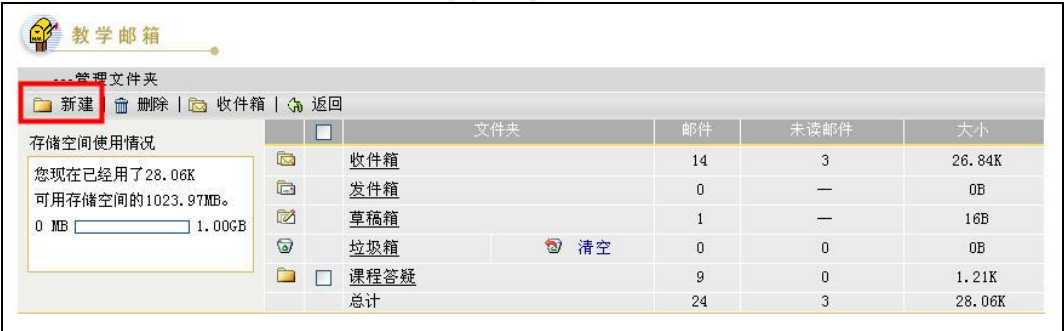 教学邮箱
---管理文件夹
新建 | 删除 | 收件箱 | 返回
存储空间使用情况
您现在已经用了28.06K
可用存储空间的1023.97MB。
0 MB 1.00GB
文件夹 邮件 未读邮件 大小
收件箱 14 3 26.84K
发件箱 0 — 0B
草稿箱 1 — 16B
垃圾箱 清空 0 0 0B
课程答疑 9 0 1.21K
总计 24 3 28.06K